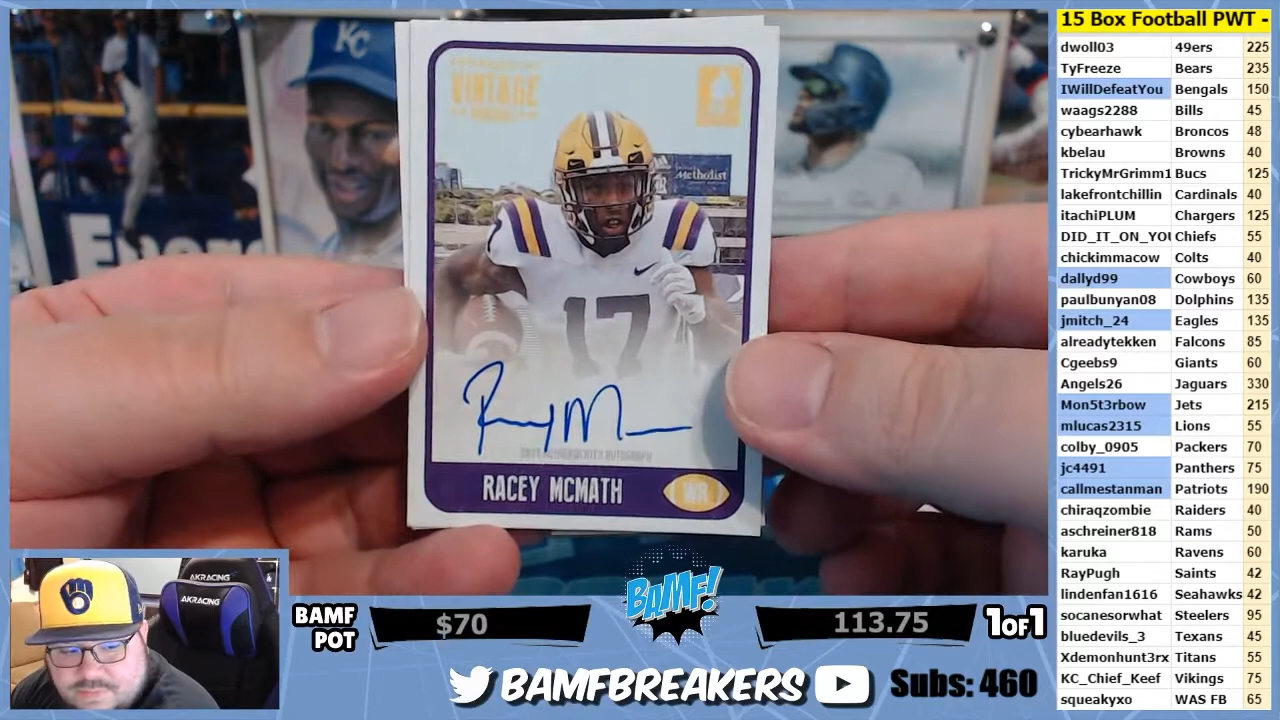 15 Box Football PWT -
dwoll03 49ers 225
TyFreeze Bears 235
IWillDefeatYou Bengals 150
waags2288 Bills 45
cybearhawk Broncos 48
kbelau Browns 40
TrickyMrGrimm1 Bucs 125
lakefrontchillin Cardinals 40
itachiPLUM Chargers 125
DID_IT_ON_YOU Chiefs 55
chickimmacow Colts 40
dallyd99 Cowboys 60
paulbunyan08 Dolphins 135
jmitch_24 Eagles 135
alreadytekken Falcons 85
Cgeebs9 Giants 60
Angels26 Jaguars 330
Mon5t3rbow Jets 215
mlucas2315 Lions 55
colby_0905 Packers 70
jc4491 Panthers 75
callmestanman Patriots 190
chiraqzombie Raiders 40
aschreiner818 Rams 50
karuka Ravens 60
RayPugh Saints 42
lindenfan1616 Seahawks 42
socanesorwhat Steelers 95
bluedevils_3 Texans 45
Xdemonhunt3rx Titans 55
KC_Chief_Keef Vikings 75
squeakyxo WAS FB 65
KC
VINTAGE
Methodist
R
17
17
RACEY MCMATH
WR
AKRACING
AKRACING
BAMF
POT
$70
BAMF!
113.75
1OF1
BAMFBREAKERS
Subs: 460